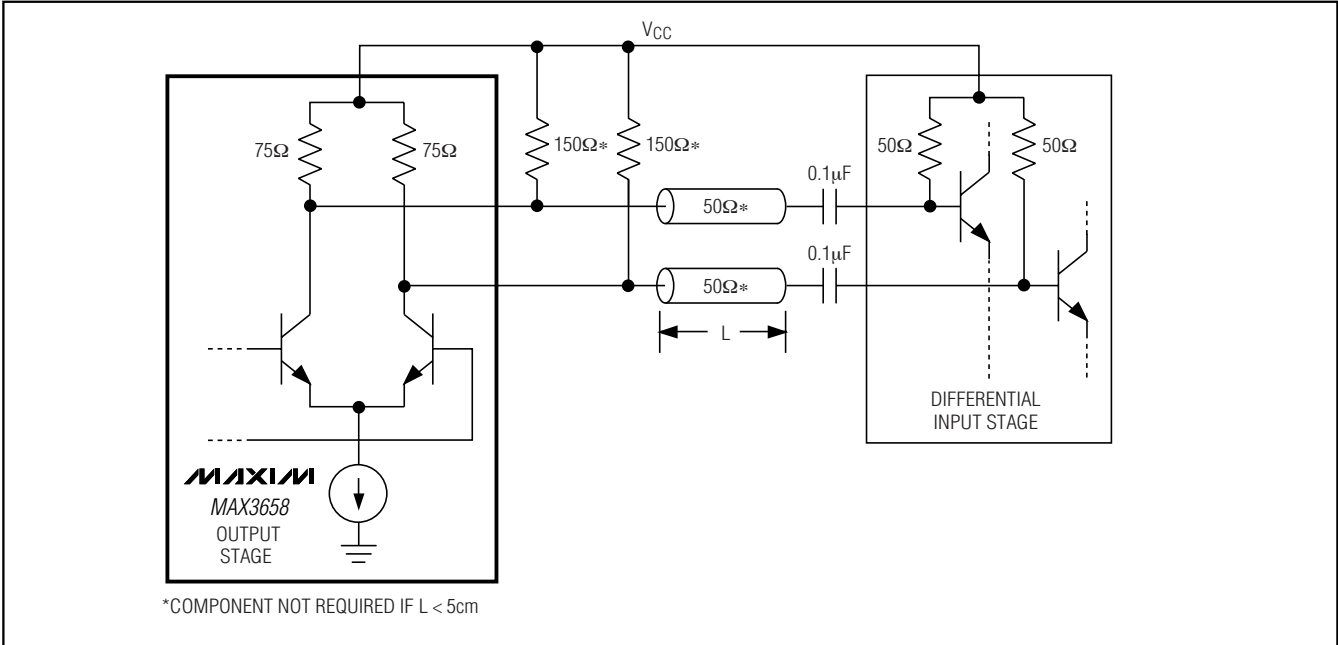 VCC
75Ω
75Ω
150Ω*
150Ω*
50Ω*
0.1µF
50Ω
50Ω
50Ω*
0.1µF
L
MAXIM
MAX3658
OUTPUT
STAGE
DIFFERENTIAL
INPUT STAGE
*COMPONENT NOT REQUIRED IF L < 5cm